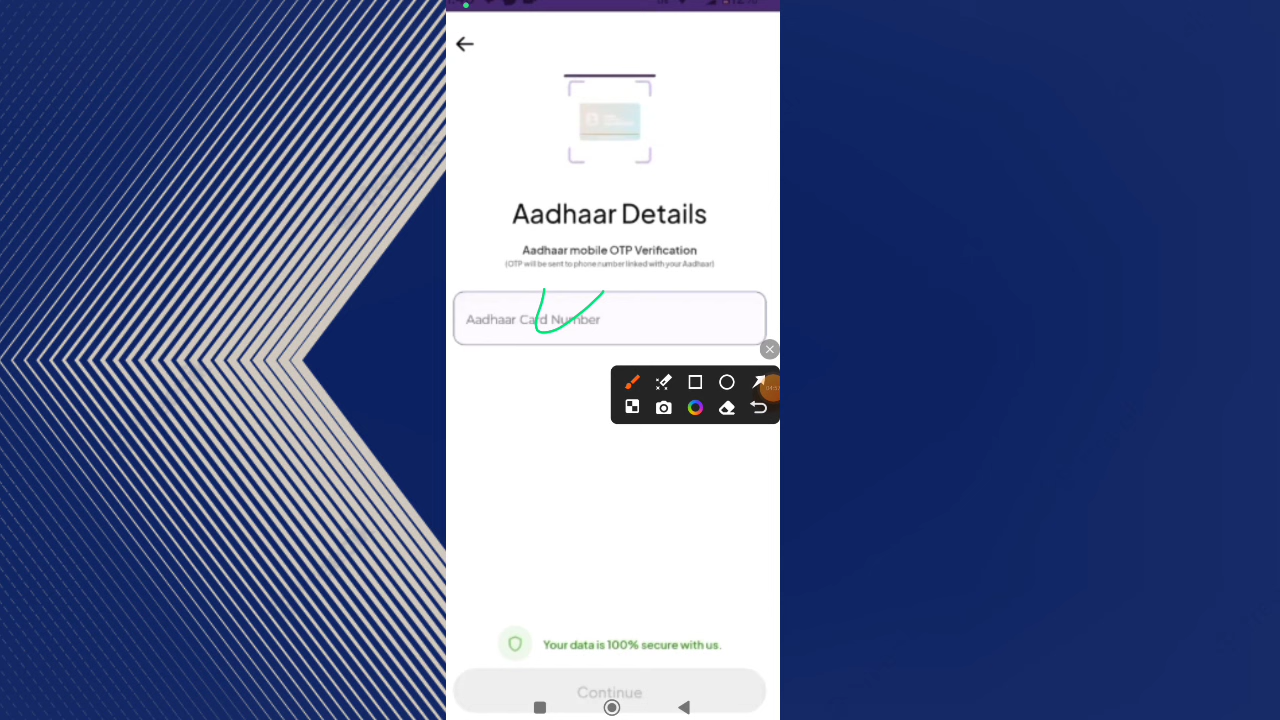 Aadhaar Details
Aadhaar mobile OTP Verification
(OTP will be sent to phone number linked with your Aadhaar)
Aadhaar Card Number
Your data is 100% secure with us.
Continue